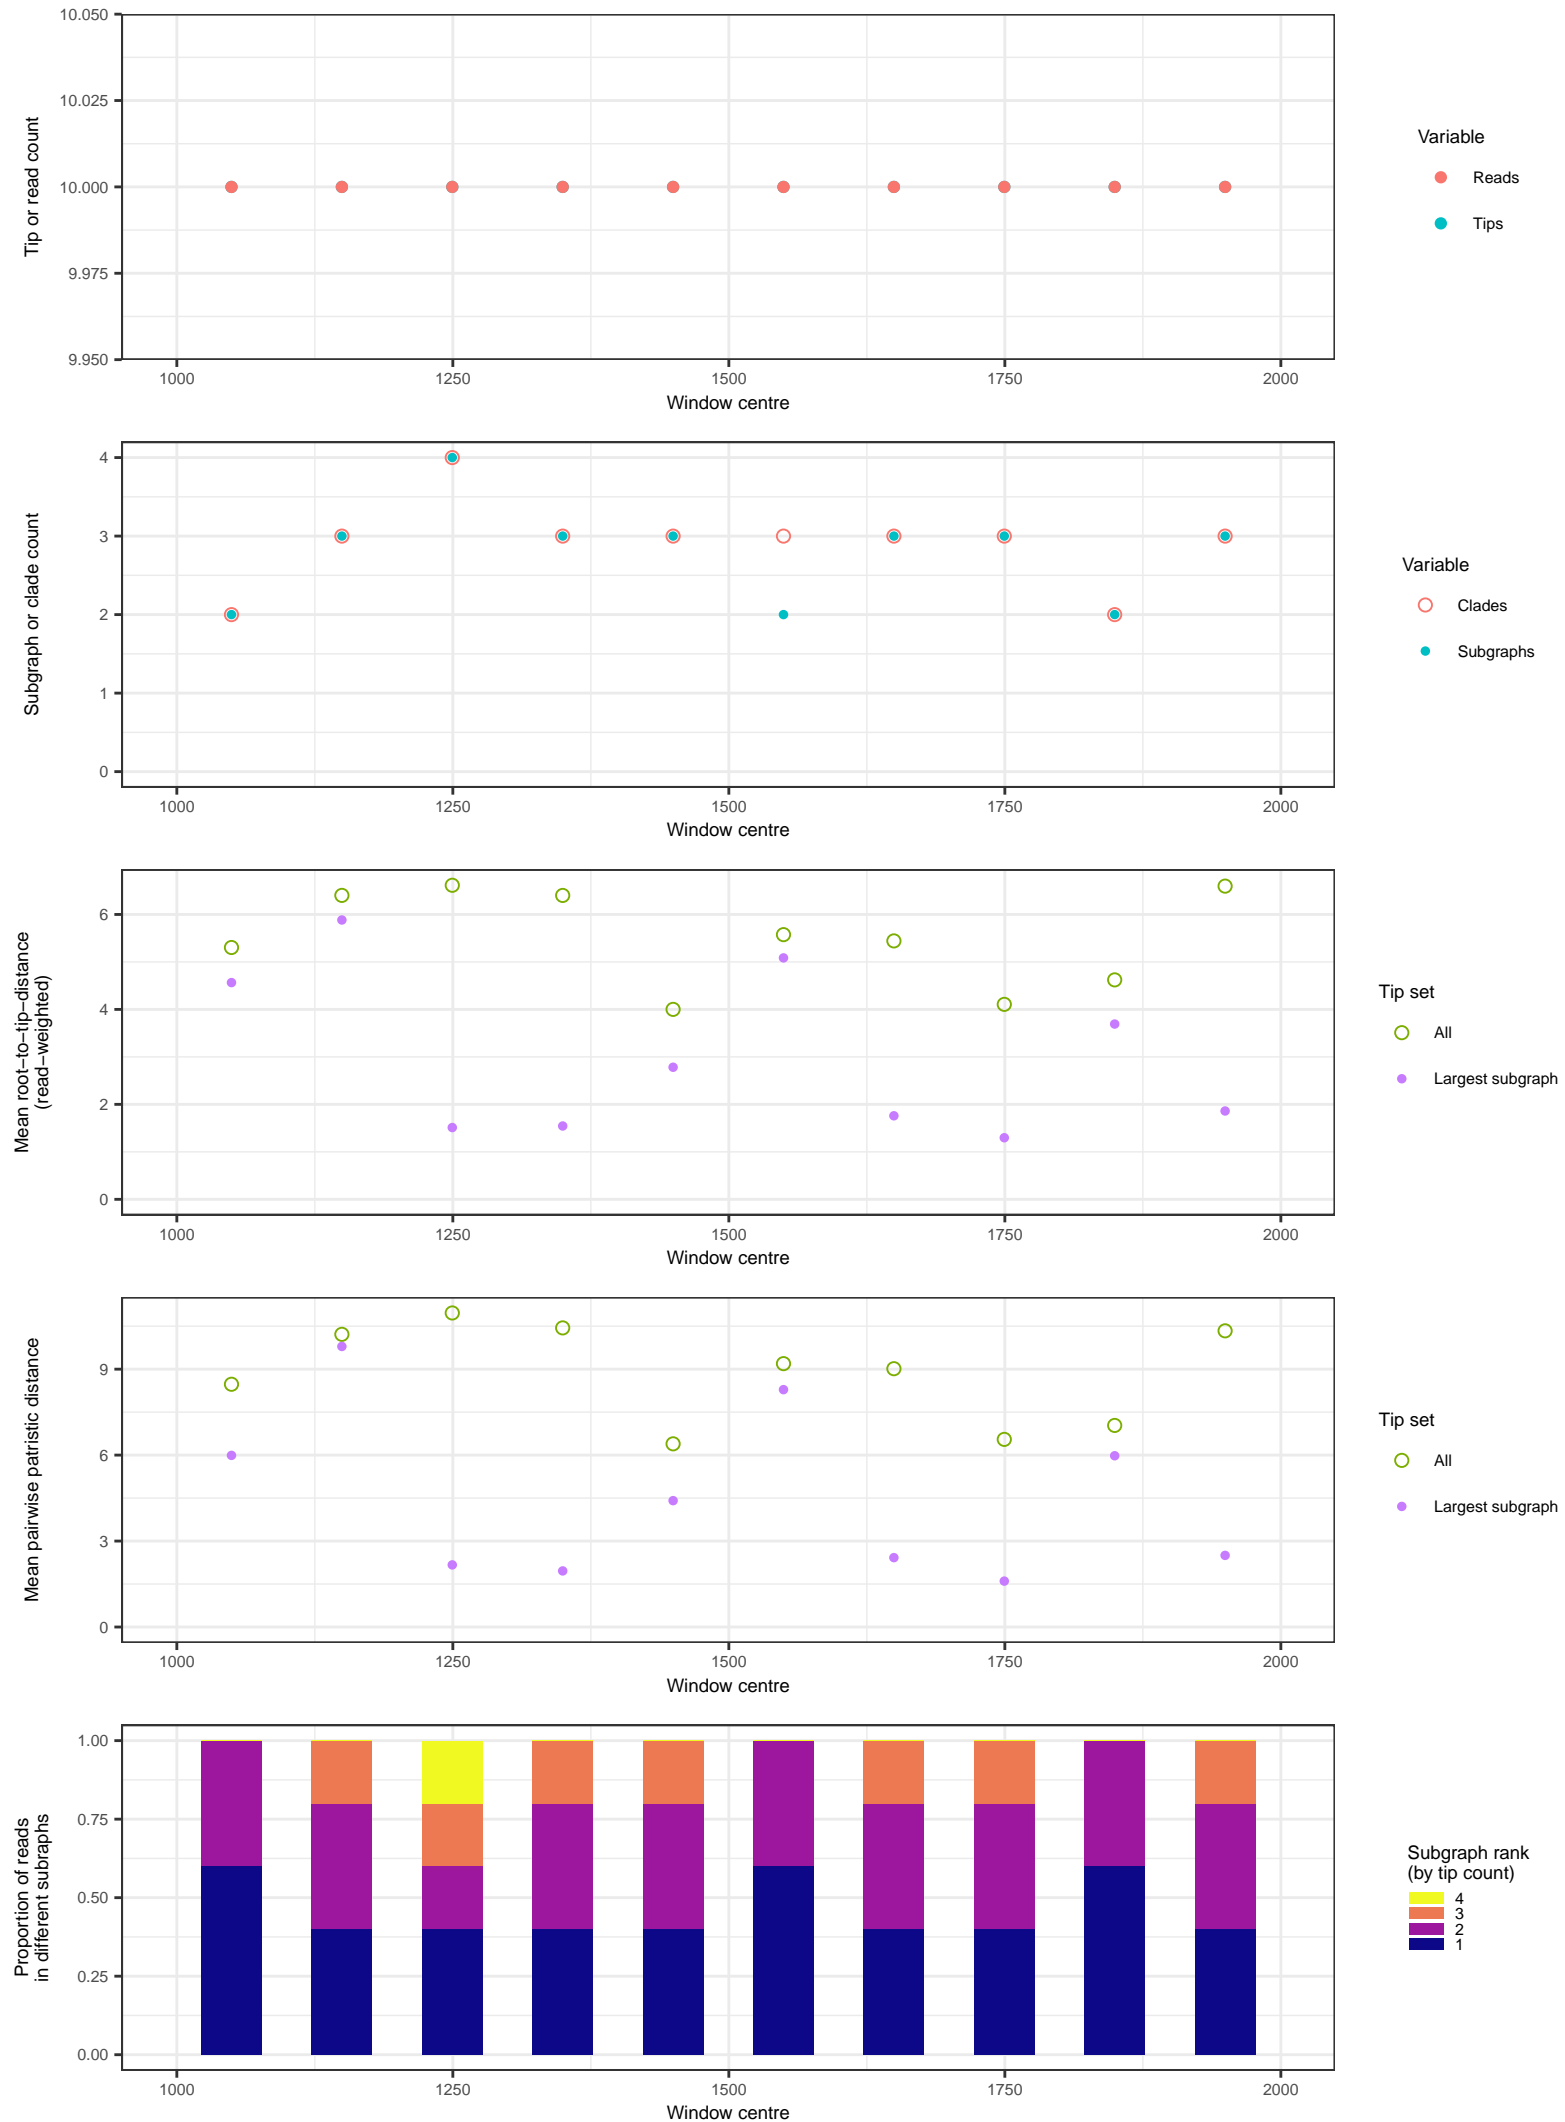 10.050
10.025
10.000
9.975
9.950
Tip or read count
1000 1250 1500 1750 2000
Window centre
Variable
Reads
Tips
4
3
2
1
0
Subgraph or clade count
1000 1250 1500 1750 2000
Window centre
Variable
Clades
Subgraphs
6
4
2
0
Mean root−to−tip−distance
(read−weighted)
1000 1250 1500 1750 2000
Window centre
Tip set
All
Largest subgraph
9
6
3
0
Mean pairwise patristic distance
1000 1250 1500 1750 2000
Window centre
Tip set
All
Largest subgraph
1.00
0.75
0.50
0.25
0.00
Proportion of reads
in different subraphs
1000 1250 1500 1750 2000
Window centre
Subgraph rank
(by tip count)
4
3
2
1